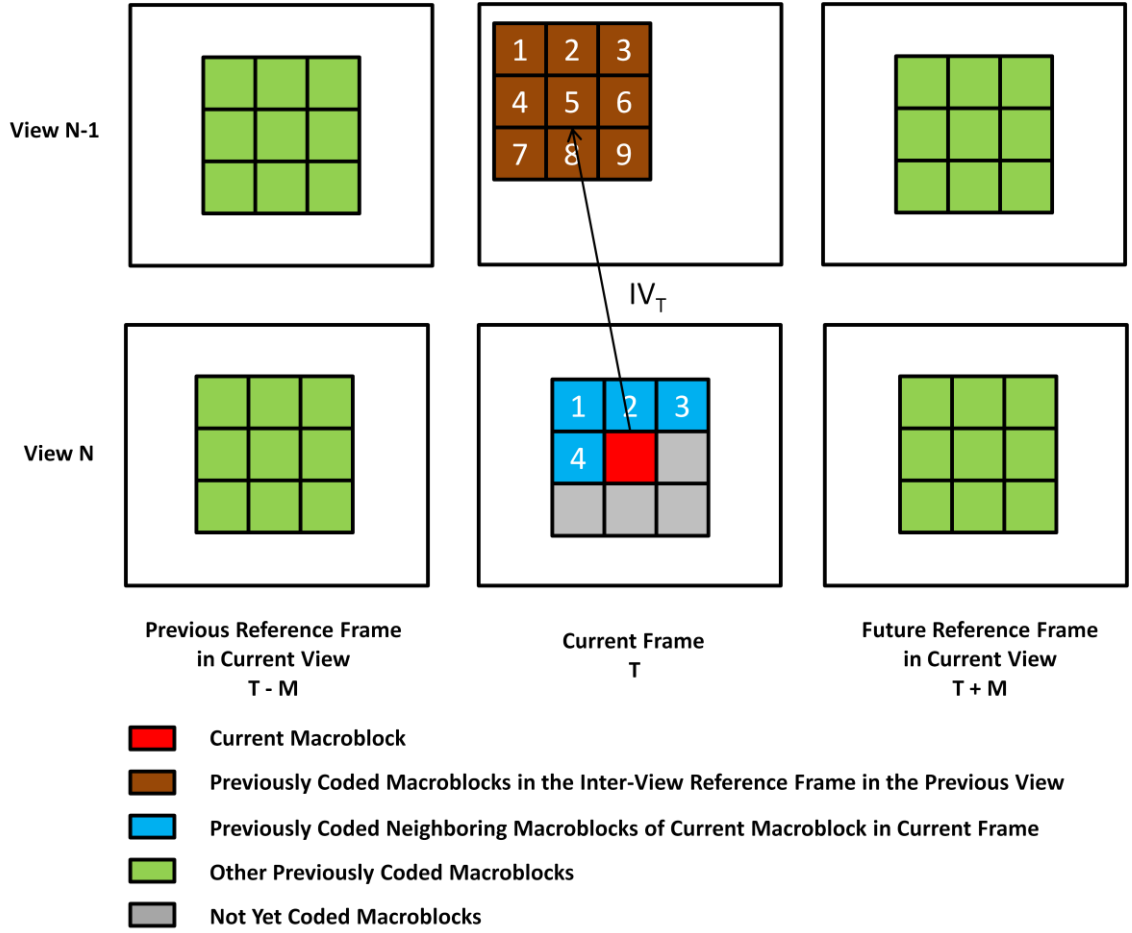 View N-1
1 2 3
4 5 6
7 8 9
IV_T
View N
1 2 3
4
Previous Reference Frame
in Current View
T - M
Current Frame
T
Future Reference Frame
in Current View
T + M
Current Macroblock
Previously Coded Macroblocks in the Inter-View Reference Frame in the Previous View
Previously Coded Neighboring Macroblocks of Current Macroblock in Current Frame
Other Previously Coded Macroblocks
Not Yet Coded Macroblocks